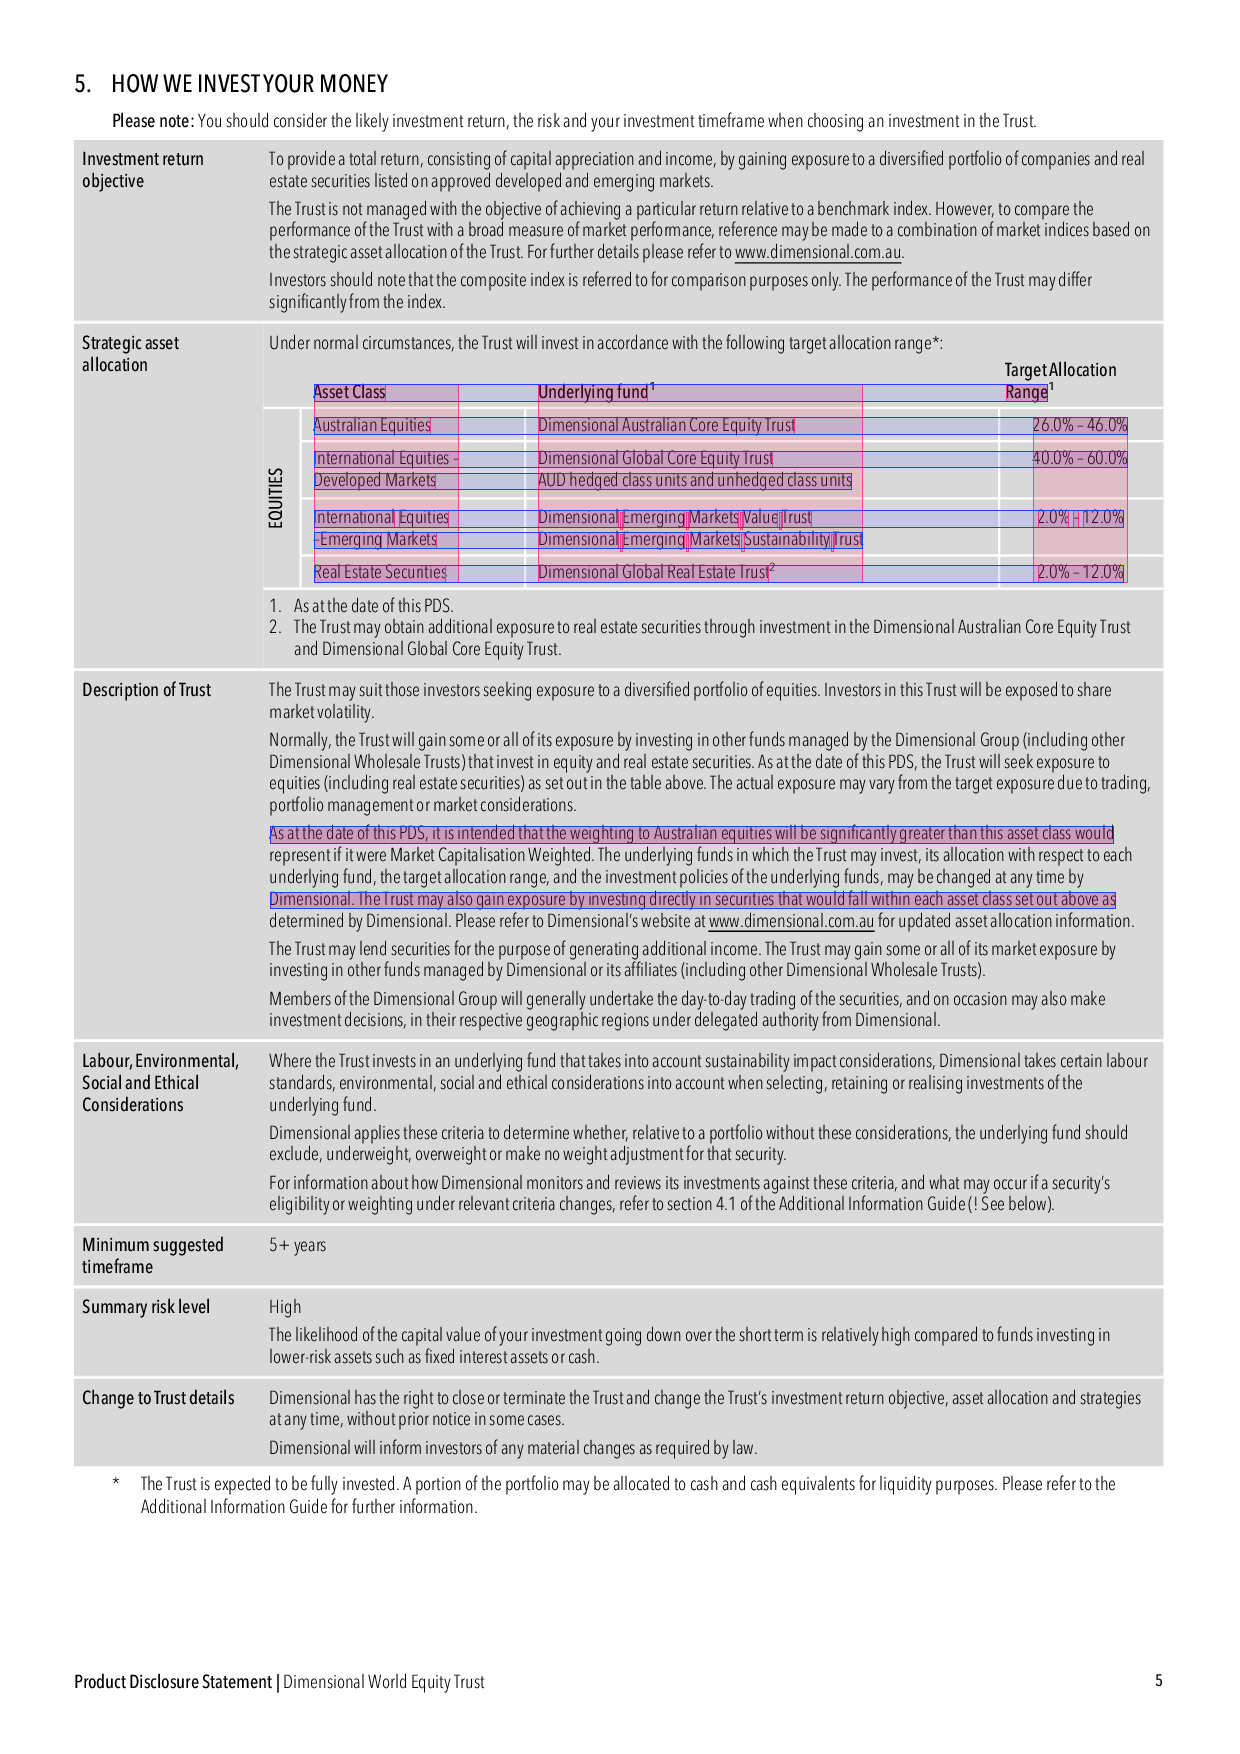 5. HOW WE INVEST YOUR MONEY
Please note: You should consider the likely investment return, the risk and your investment timeframe when choosing an investment in the Trust.
Investment return
objective
To provide a total return, consisting of capital appreciation and income, by gaining exposure to a diversified portfolio of companies and real
estate securities listed on approved developed and emerging markets.
The Trust is not managed with the objective of achieving a particular return relative to a benchmark index. However, to compare the
performance of the Trust with a broad measure of market performance, reference may be made to a combination of market indices based on
the strategic asset allocation of the Trust. For further details please refer to www.dimensional.com.au.
Investors should note that the composite index is referred to for comparison purposes only. The performance of the Trust may differ
significantly from the index.
Strategic asset
allocation
Under normal circumstances, the Trust will invest in accordance with the following target allocation range*:
Target Allocation
Asset Class Underlying fund¹ Range¹
EQUITIES
Australian Equities Dimensional Australian Core Equity Trust 26.0% – 46.0%
International Equities – Dimensional Global Core Equity Trust 40.0% – 60.0%
Developed Markets AUD hedged class units and unhedged class units
International Equities Dimensional Emerging Markets Value Trust 2.0% – 12.0%
–Emerging Markets Dimensional Emerging Markets Sustainability Trust
Real Estate Securities Dimensional Global Real Estate Trust² 2.0% – 12.0%
1. As at the date of this PDS.
2. The Trust may obtain additional exposure to real estate securities through investment in the Dimensional Australian Core Equity Trust
and Dimensional Global Core Equity Trust.
Description of Trust
The Trust may suit those investors seeking exposure to a diversified portfolio of equities. Investors in this Trust will be exposed to share
market volatility.
Normally, the Trust will gain some or all of its exposure by investing in other funds managed by the Dimensional Group (including other
Dimensional Wholesale Trusts) that invest in equity and real estate securities. As at the date of this PDS, the Trust will seek exposure to
equities (including real estate securities) as set out in the table above. The actual exposure may vary from the target exposure due to trading,
portfolio management or market considerations.
As at the date of this PDS, it is intended that the weighting to Australian equities will be significantly greater than this asset class would
represent if it were Market Capitalisation Weighted. The underlying funds in which the Trust may invest, its allocation with respect to each
underlying fund, the target allocation range, and the investment policies of the underlying funds, may be changed at any time by
Dimensional. The Trust may also gain exposure by investing directly in securities that would fall within each asset class set out above as
determined by Dimensional. Please refer to Dimensional's website at www.dimensional.com.au for updated asset allocation information.
The Trust may lend securities for the purpose of generating additional income. The Trust may gain some or all of its market exposure by
investing in other funds managed by Dimensional or its affiliates (including other Dimensional Wholesale Trusts).
Members of the Dimensional Group will generally undertake the day-to-day trading of the securities, and on occasion may also make
investment decisions, in their respective geographic regions under delegated authority from Dimensional.
Labour, Environmental,
Social and Ethical
Considerations
Where the Trust invests in an underlying fund that takes into account sustainability impact considerations, Dimensional takes certain labour
standards, environmental, social and ethical considerations into account when selecting, retaining or realising investments of the
underlying fund.
Dimensional applies these criteria to determine whether, relative to a portfolio without these considerations, the underlying fund should
exclude, underweight, overweight or make no weight adjustment for that security.
For information about how Dimensional monitors and reviews its investments against these criteria, and what may occur if a security's
eligibility or weighting under relevant criteria changes, refer to section 4.1 of the Additional Information Guide (! See below).
Minimum suggested
timeframe
5+ years
Summary risk level
High
The likelihood of the capital value of your investment going down over the short term is relatively high compared to funds investing in
lower-risk assets such as fixed interest assets or cash.
Change to Trust details
Dimensional has the right to close or terminate the Trust and change the Trust's investment return objective, asset allocation and strategies
at any time, without prior notice in some cases.
Dimensional will inform investors of any material changes as required by law.
* The Trust is expected to be fully invested. A portion of the portfolio may be allocated to cash and cash equivalents for liquidity purposes. Please refer to the
Additional Information Guide for further information.
Product Disclosure Statement | Dimensional World Equity Trust 5